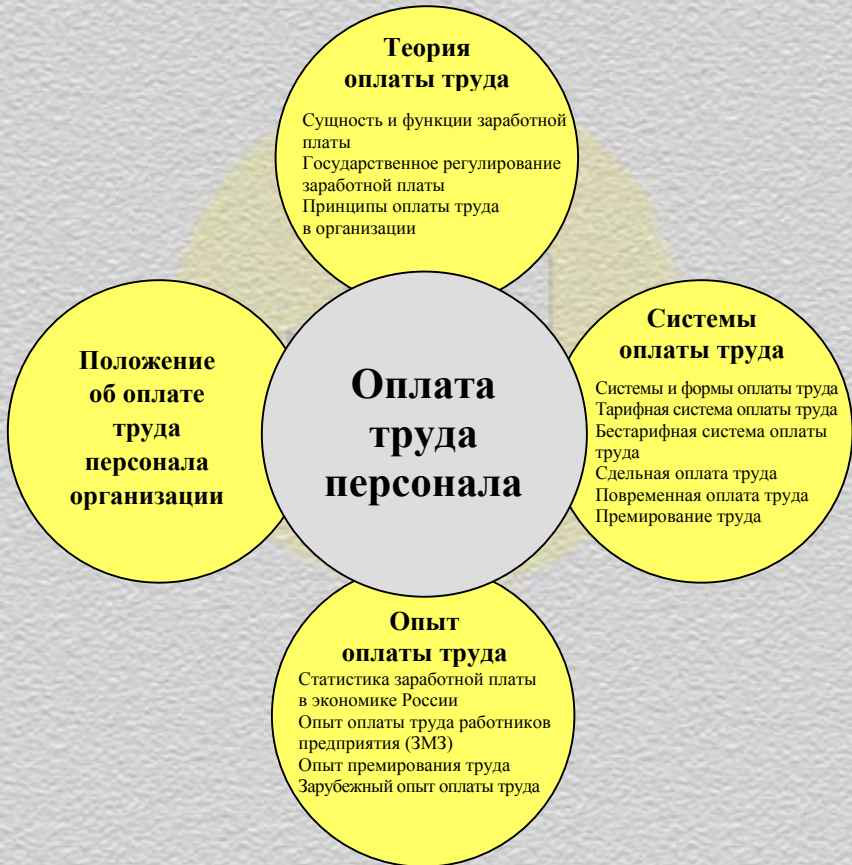 Теория
оплаты труда
Сущность и функции заработной
платы
Государственное регулирование
заработной платы
Принципы оплаты труда
в организации
Положение
об оплате
труда
персонала
организации
Оплата
труда
персонала
Системы
оплаты труда
Системы и формы оплаты труда
Тарифная система оплаты труда
Бестарифная система оплаты
труда
Сдельная оплата труда
Повременная оплата труда
Премирование труда
Опыт
оплаты труда
Статистика заработной платы
в экономике России
Опыт оплаты труда работников
предприятия (ЗМЗ)
Опыт премирования труда
Зарубежный опыт оплаты труда